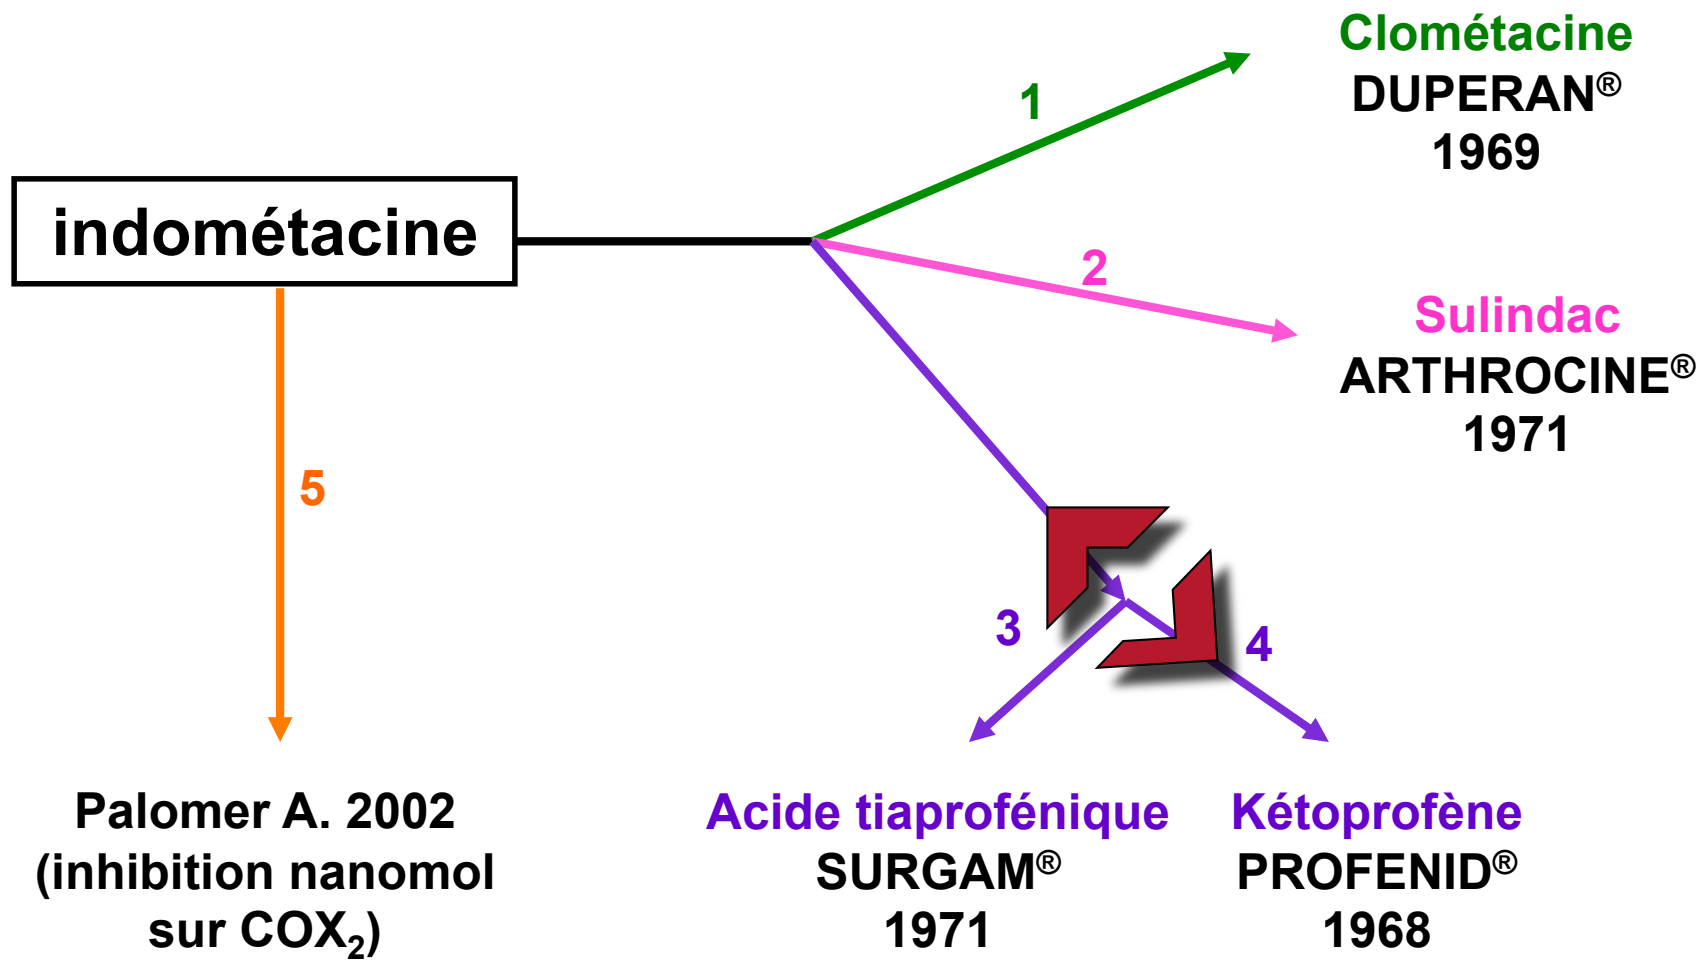 Clométacine
DUPERAN®
1969
1
indométacine
2
Sulindac
ARTHROCINE®
1971
5
3
4
Palomer A. 2002
(inhibition nanomol
sur COX₂)
Acide tiaprofénique
SURGAM®
1971
Kétoprofène
PROFENID®
1968